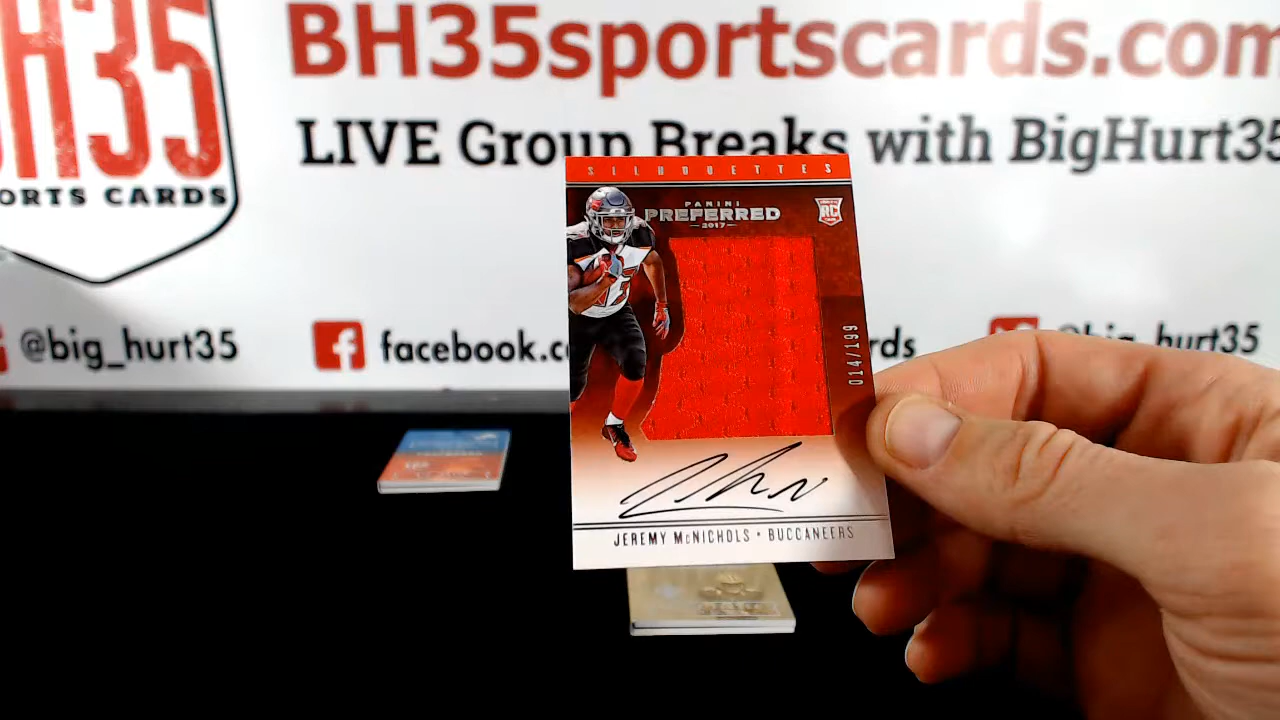 BH35sportscards.com
LIVE Group Breaks with BigHurt35
H35
ORTS CARDS
@big_hurt35
facebook.c
rds
@big_hurt35
SILHOUETTES
PANINI
PREFERRED
2017
RC
014/199
JEREMY McNICHOLS • BUCCANEERS